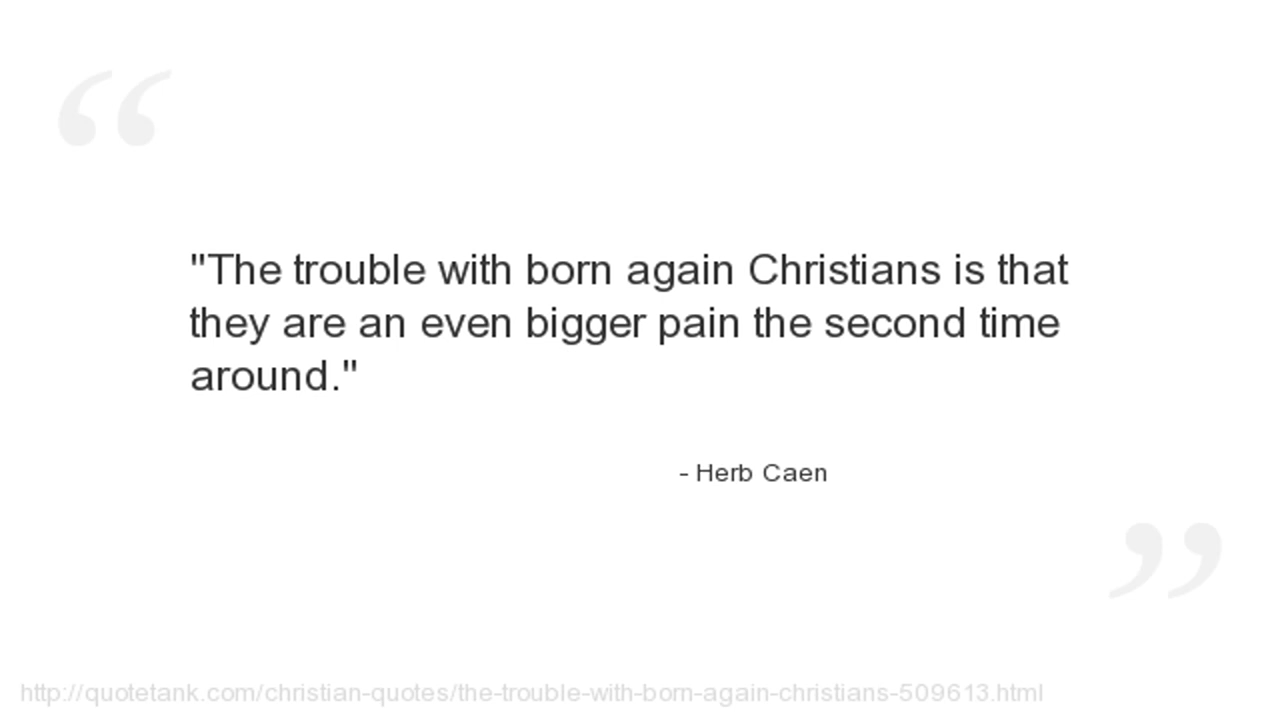 "The trouble with born again Christians is that
they are an even bigger pain the second time
around."
- Herb Caen
http://quotetank.com/christian-quotes/the-trouble-with-born-again-christians-509613.html